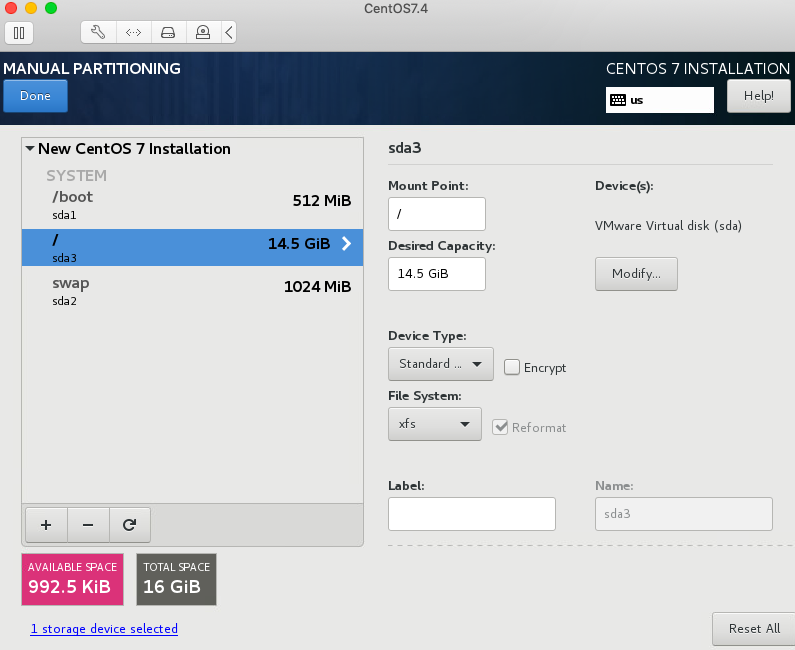 CentOS7.4
MANUAL PARTITIONING
CENTOS 7 INSTALLATION
Done
us
Help!
New CentOS 7 Installation
SYSTEM
/boot
512 MiB
sda1
/
14.5 GiB
sda3
swap
1024 MiB
sda2
+ −
AVAILABLE SPACE
992.5 KiB
TOTAL SPACE
16 GiB
1 storage device selected
sda3
Mount Point:
/
Device(s):
VMware Virtual disk (sda)
Desired Capacity:
14.5 GiB
Modify...
Device Type:
Standard ...
Encrypt
File System:
xfs
Reformat
Label:
Name:
sda3
Reset All